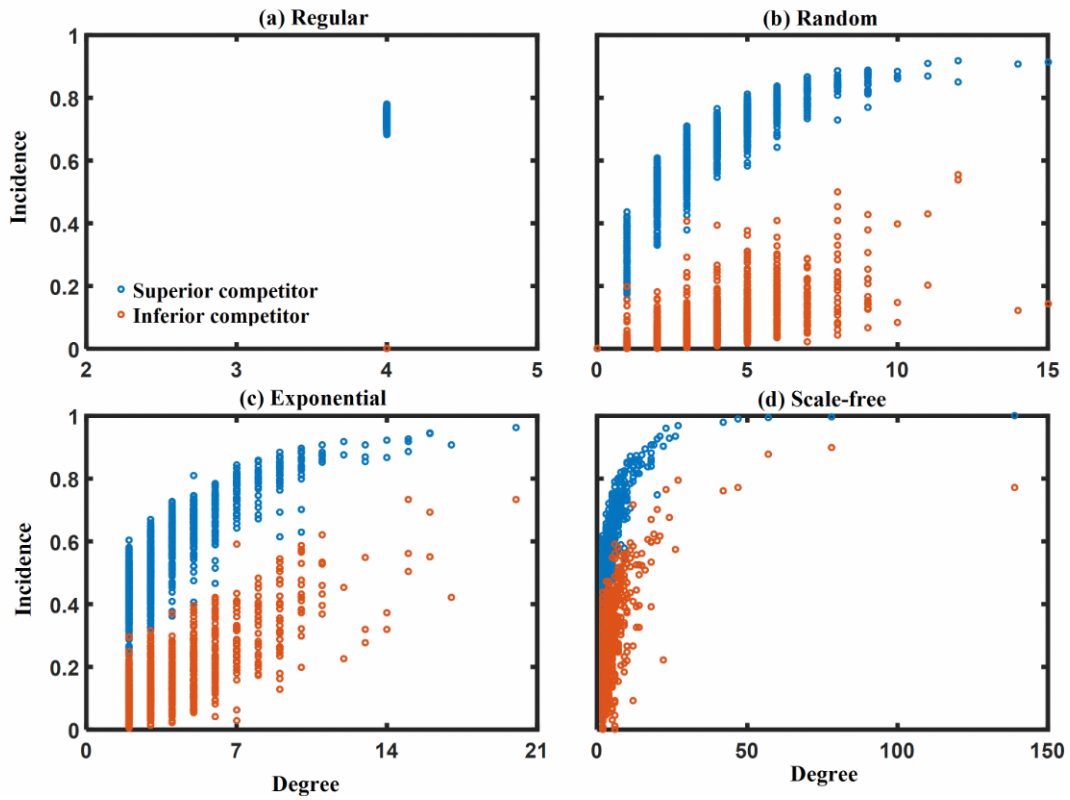 (a) Regular
(b) Random
1
0.8
0.6
0.4
0.2
0
Incidence
Superior competitor
Inferior competitor
2
3
4
5
0
5
10
15
(c) Exponential
(d) Scale-free
1
0.8
0.6
0.4
0.2
0
Incidence
0
7
14
21
0
50
100
150
Degree
Degree